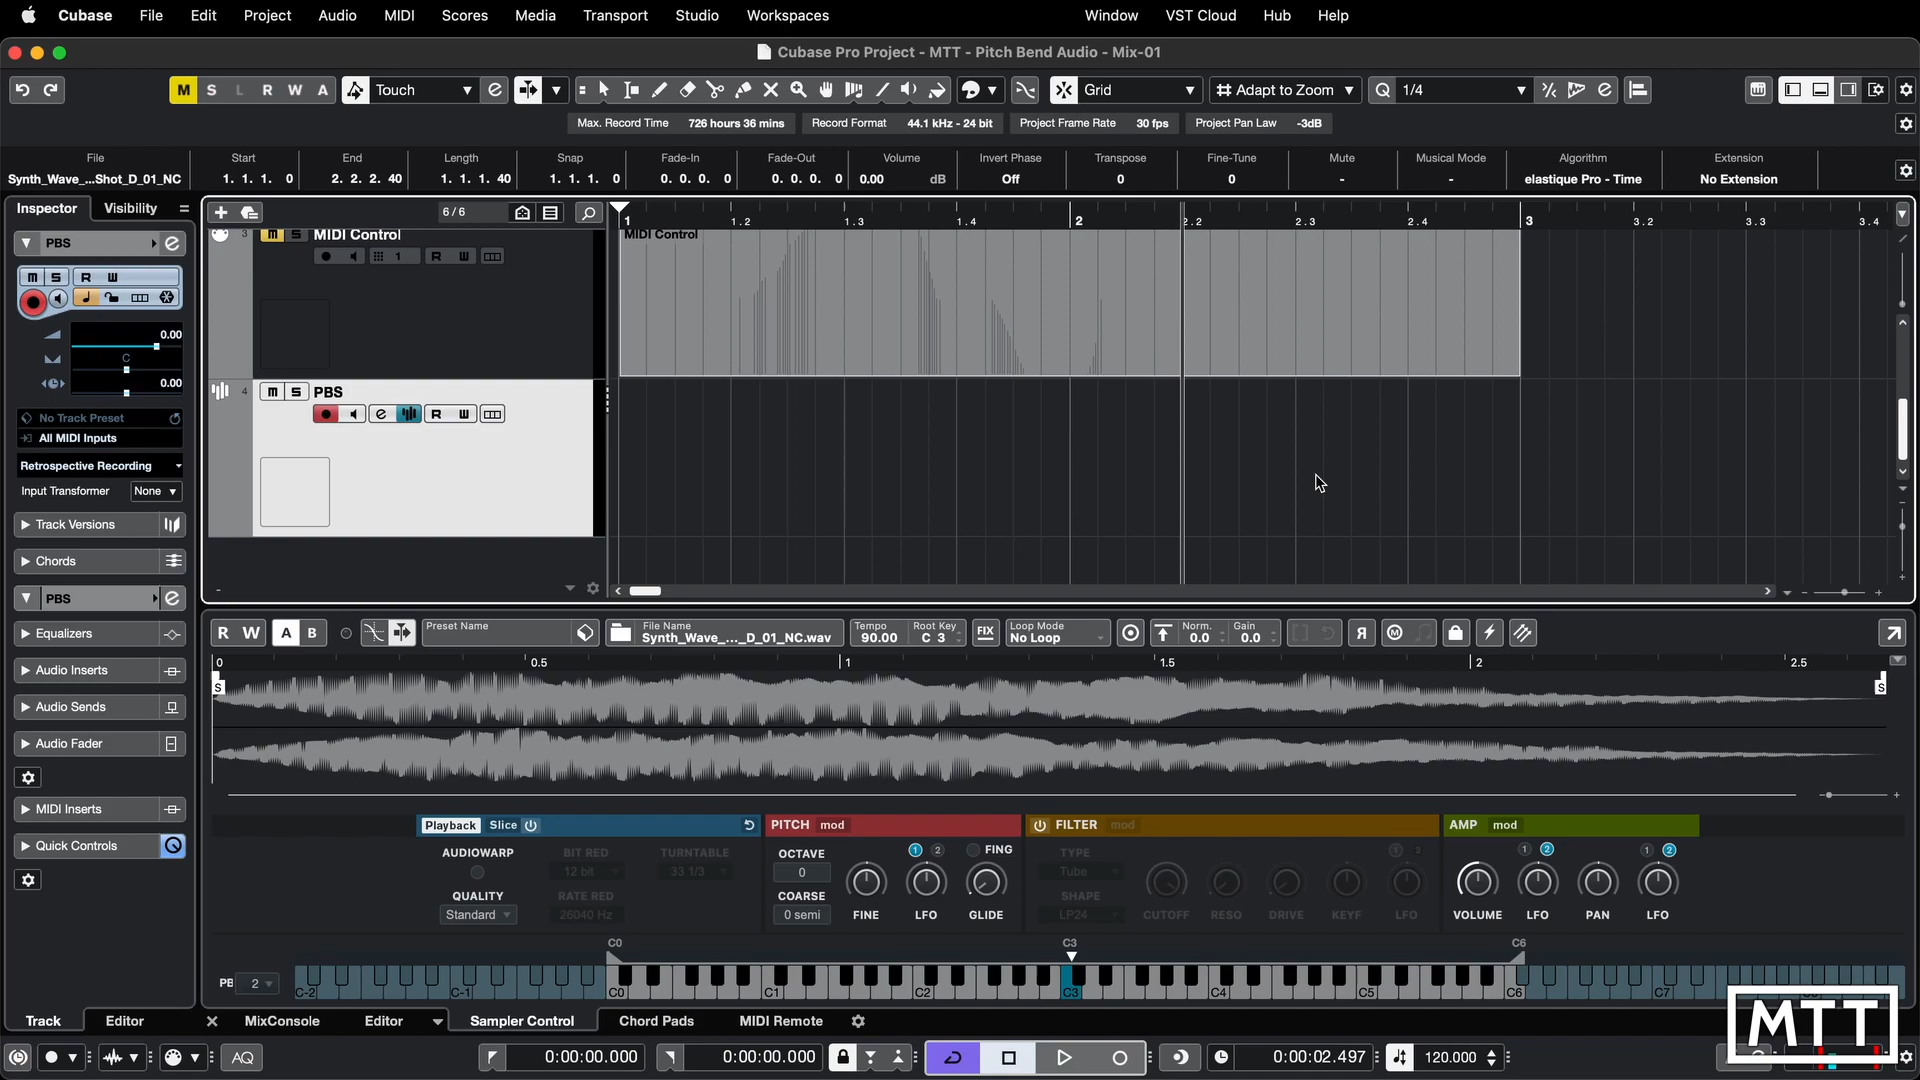 Cubase File Edit Project Audio MIDI Scores Media Transport Studio Workspaces Window VST Cloud Hub Help
Cubase Pro Project - MTT - Pitch Bend Audio - Mix-01
M S L R W A Touch Grid Adapt to Zoom 1/4
Max. Record Time 726 hours 36 mins Record Format 44.1 kHz - 24 bit Project Frame Rate 30 fps Project Pan Law -3dB
File Start End Length Snap Fade-In Fade-Out Volume Invert Phase Transpose Fine-Tune Mute Musical Mode Algorithm Extension
Synth_Wave_...Shot_D_01_NC 1. 1. 1. 0 2. 2. 2. 40 1. 1. 1. 40 1. 1. 1. 0 0. 0. 0. 0 0. 0. 0. 0 0.00 dB Off 0 0 - - elastique Pro - Time No Extension
Inspector Visibility
6 / 6
1 1.2 1.3 1.4 2 2.2 2.3 2.4 3 3.2 3.3 3.4
3 M S MIDI Control
1 R W
MIDI Control
PBS
M S R W
0.00
C
0.00
No Track Preset
All MIDI Inputs
Retrospective Recording
Input Transformer None
Track Versions
Chords
PBS
Equalizers
Audio Inserts
Audio Sends
Audio Fader
MIDI Inserts
Quick Controls
4 M S PBS
R W
R W A B Preset Name File Name Synth_Wave_..._D_01_NC.wav Tempo 90.00 Root Key C 3 FIX Loop Mode No Loop Norm. 0.0 Gain 0.0
0 0.5 1 1.5 2 2.5
S S
Playback Slice PITCH mod FILTER mod AMP mod
AUDIOWARP BIT RED TURNTABLE OCTAVE 1 2 FING TYPE 1 2 1 2 1 2
12 bit 33 1/3 0 Tube
QUALITY RATE RED COARSE SHAPE
Standard 26040 Hz 0 semi FINE LFO GLIDE LP24 CUTOFF RESO DRIVE KEYF LFO VOLUME LFO PAN LFO
C0 C3 C6
PB 2 C-2 C-1 C0 C1 C2 C3 C4 C5 C6 C7
MTT
Track Editor MixConsole Editor Sampler Control Chord Pads MIDI Remote
AQ 0:00:00.000 0:00:00.000 0:00:02.497 120.000